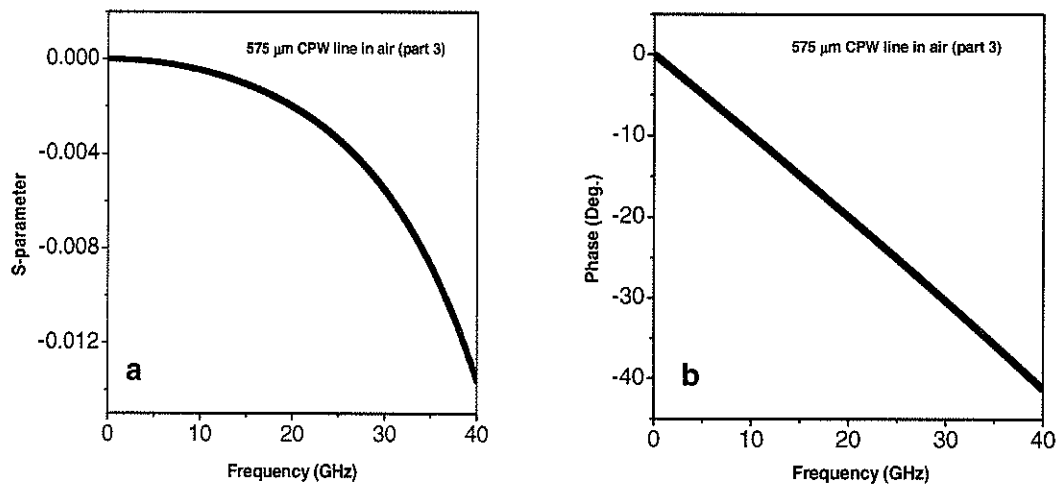 575 µm CPW line in air (part 3)
0.000
-0.004
-0.008
-0.012
S-parameter
a
0 10 20 30 40
Frequency (GHz)
575 µm CPW line in air (part 3)
0
-10
-20
-30
-40
Phase (Deg.)
b
0 10 20 30 40
Frequency (GHz)